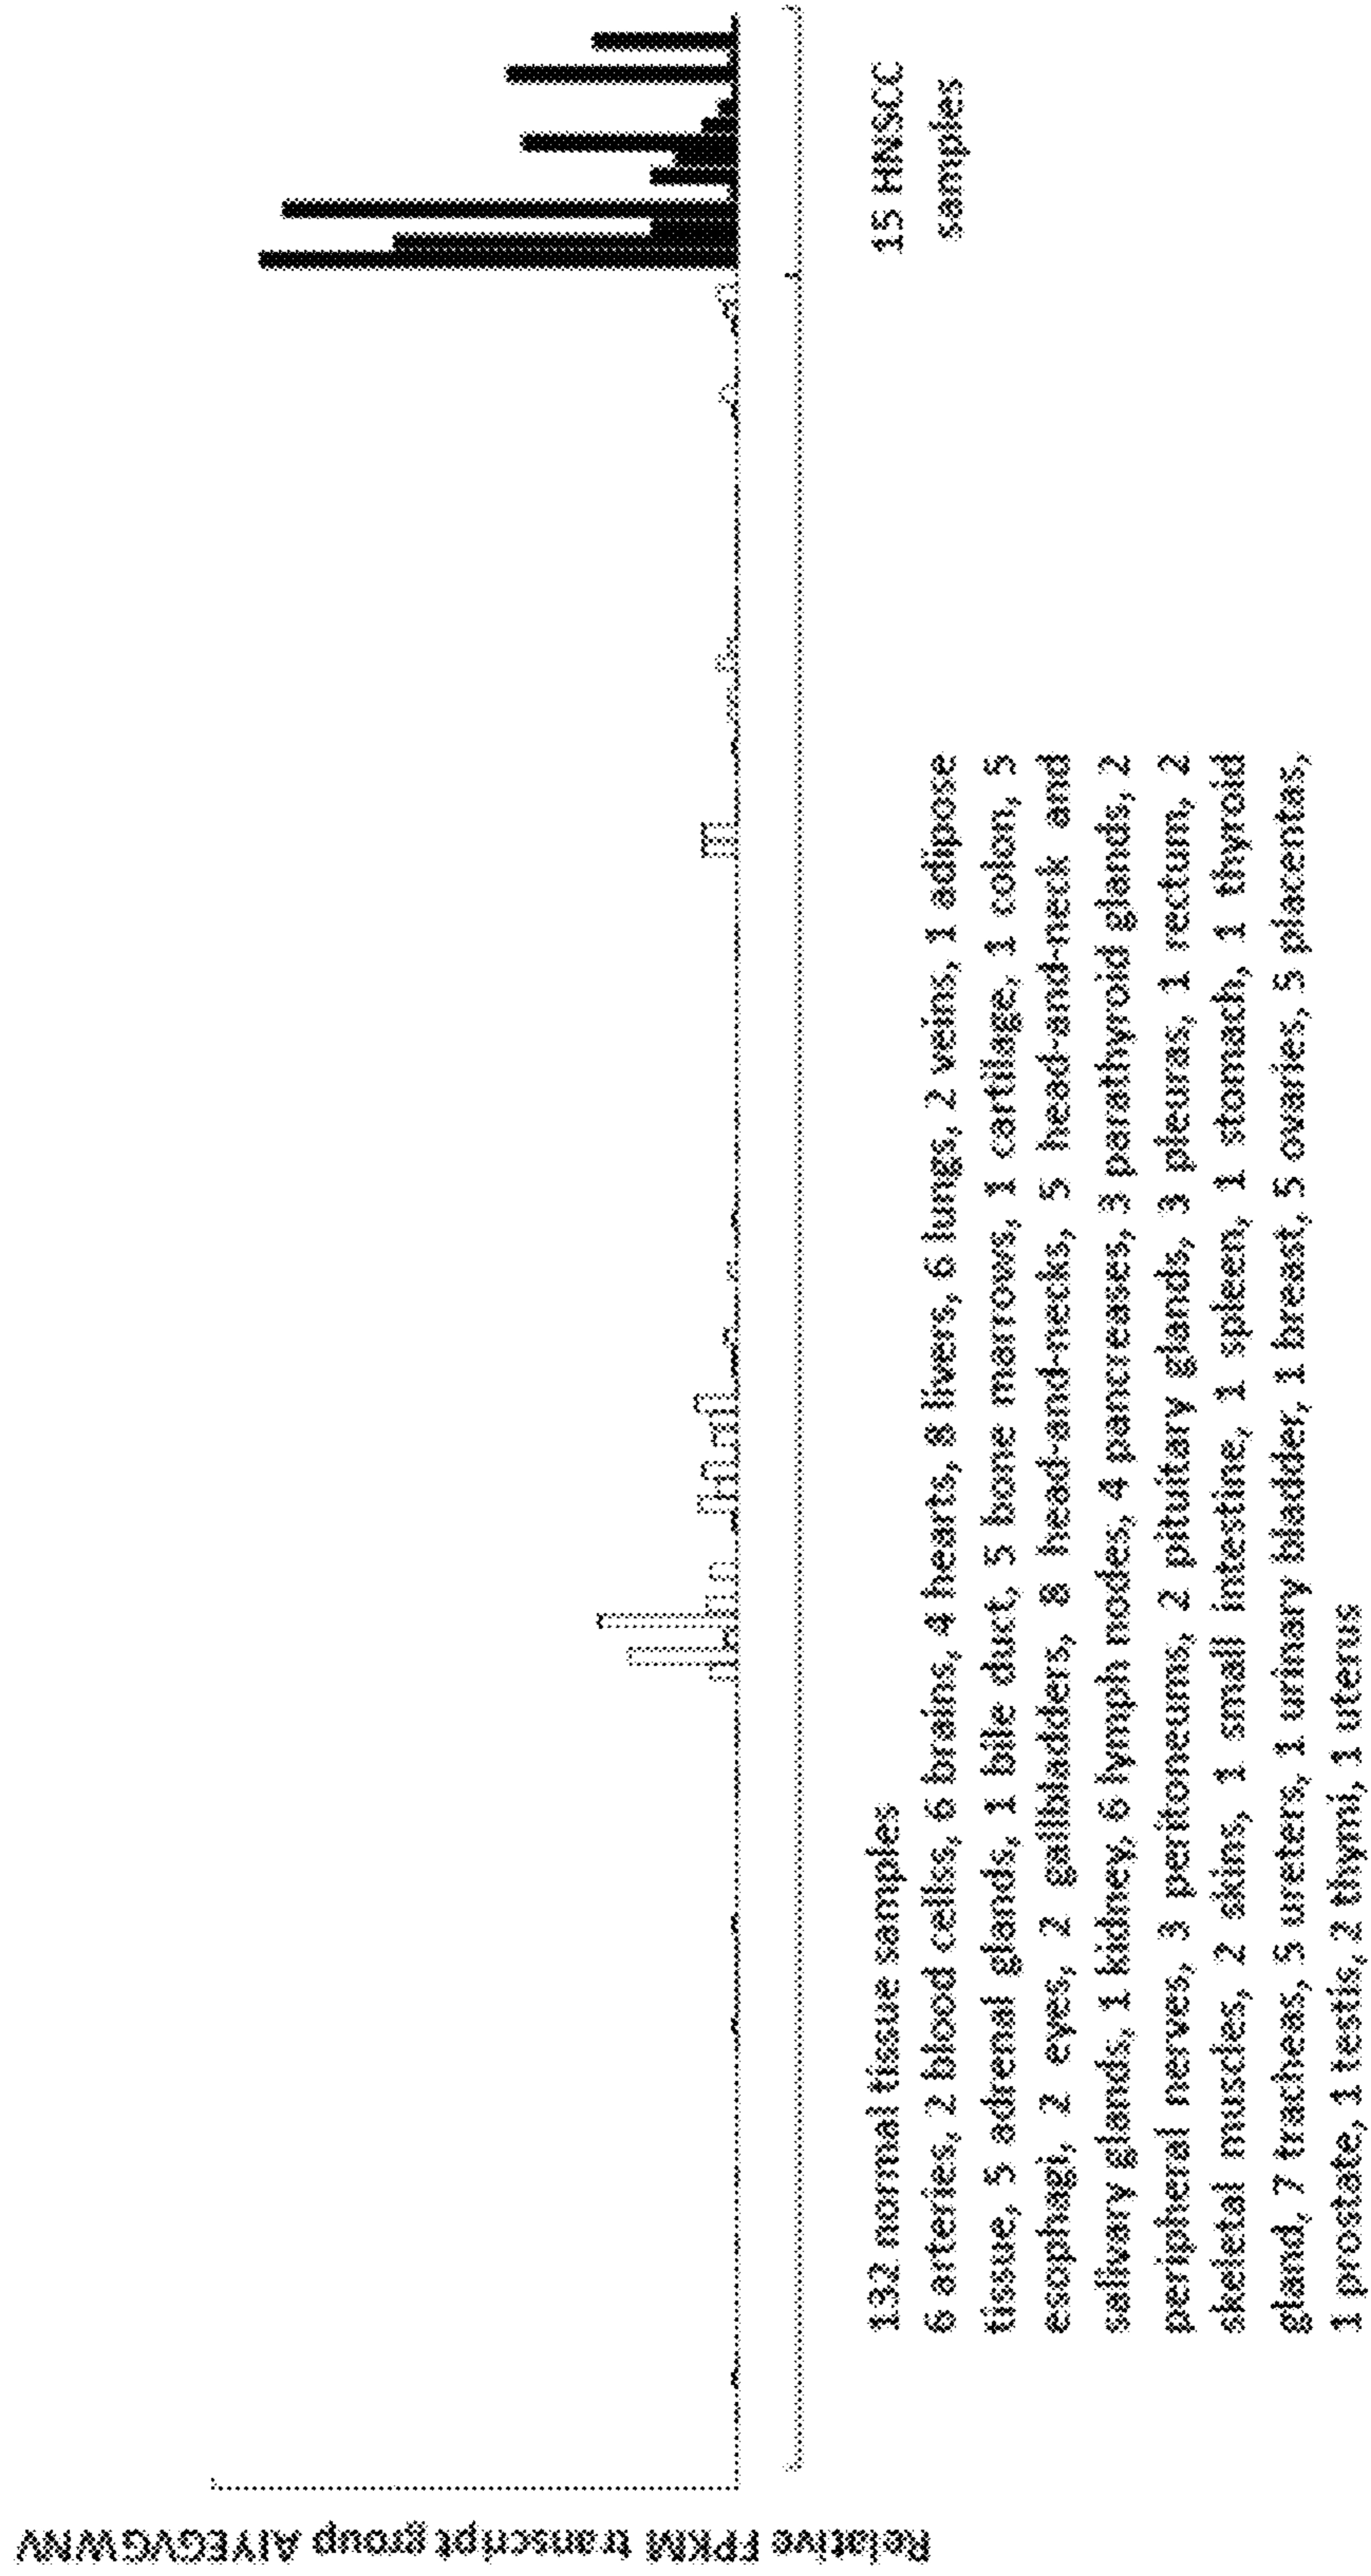 Relative FPKM transcript group AIYEGVGWNV
132 normal tissue samples
6 arteries, 2 blood cellss, 6 brains, 4 hearts, 8 livers, 6 lungs, 2 veins, 1 adipose
tissue, 5 adrenal glands, 1 bile duct, 5 bone marrows, 1 cartilage, 1 colon, 5
esophagi, 2 eyes, 2 gallbladders, 8 head-and-necks, 5 head-and-neck and
salivary glands, 1 kidney, 6 lymph nodes, 4 pancreases, 3 parathyroid glands, 2
peripheral nerves, 3 peritoneums, 2 pituitary glands, 3 pleuras, 1 rectum, 2
skeletal muscles, 2 skins, 1 small intestine, 1 spleen, 1 stomach, 1 thyroid
gland, 7 tracheas, 5 ureters, 1 urinary bladder, 1 breast, 5 ovaries, 5 placentas,
1 prostate, 1 testis, 2 thymi, 1 uterus
15 HNSCC
samples